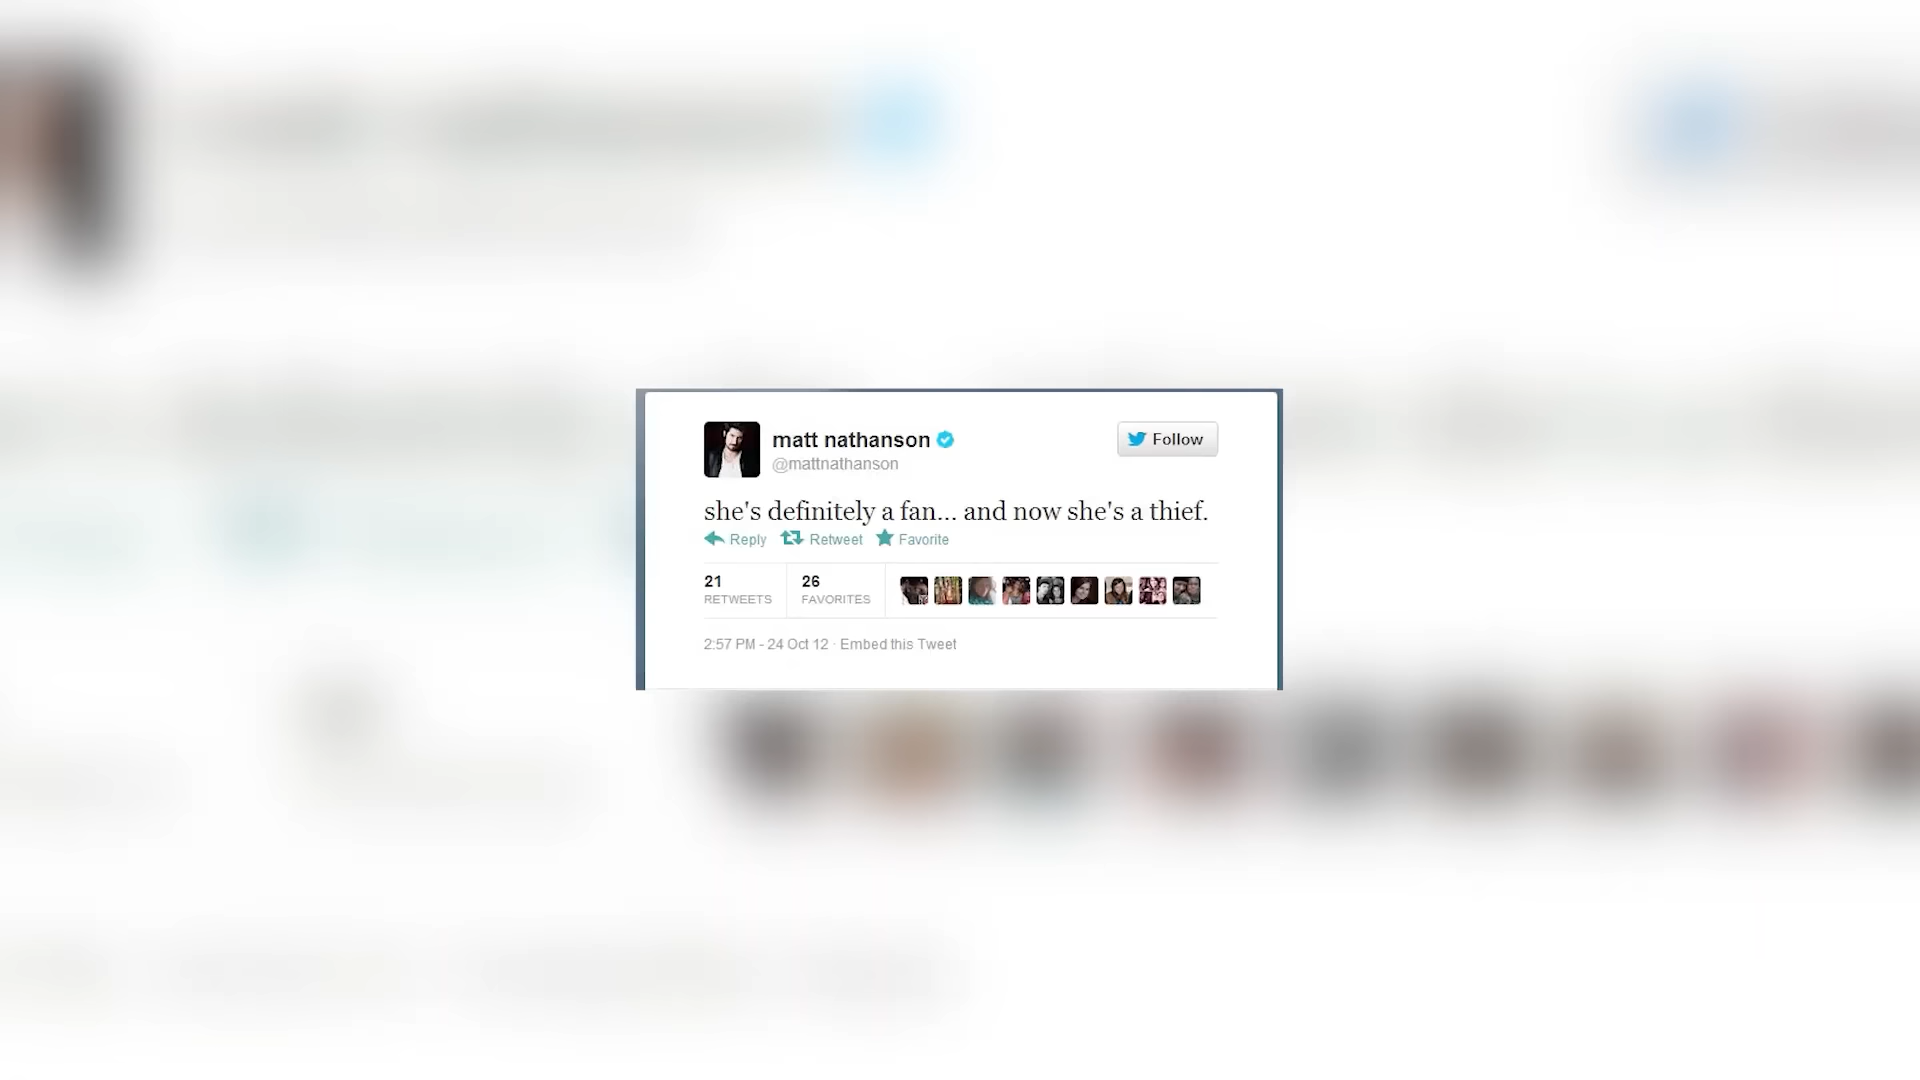 matt nathanson
@mattnathanson
Follow
she's definitely a fan... and now she's a thief.
Reply Retweet Favorite
21 RETWEETS
26 FAVORITES
2:57 PM - 24 Oct 12 · Embed this Tweet